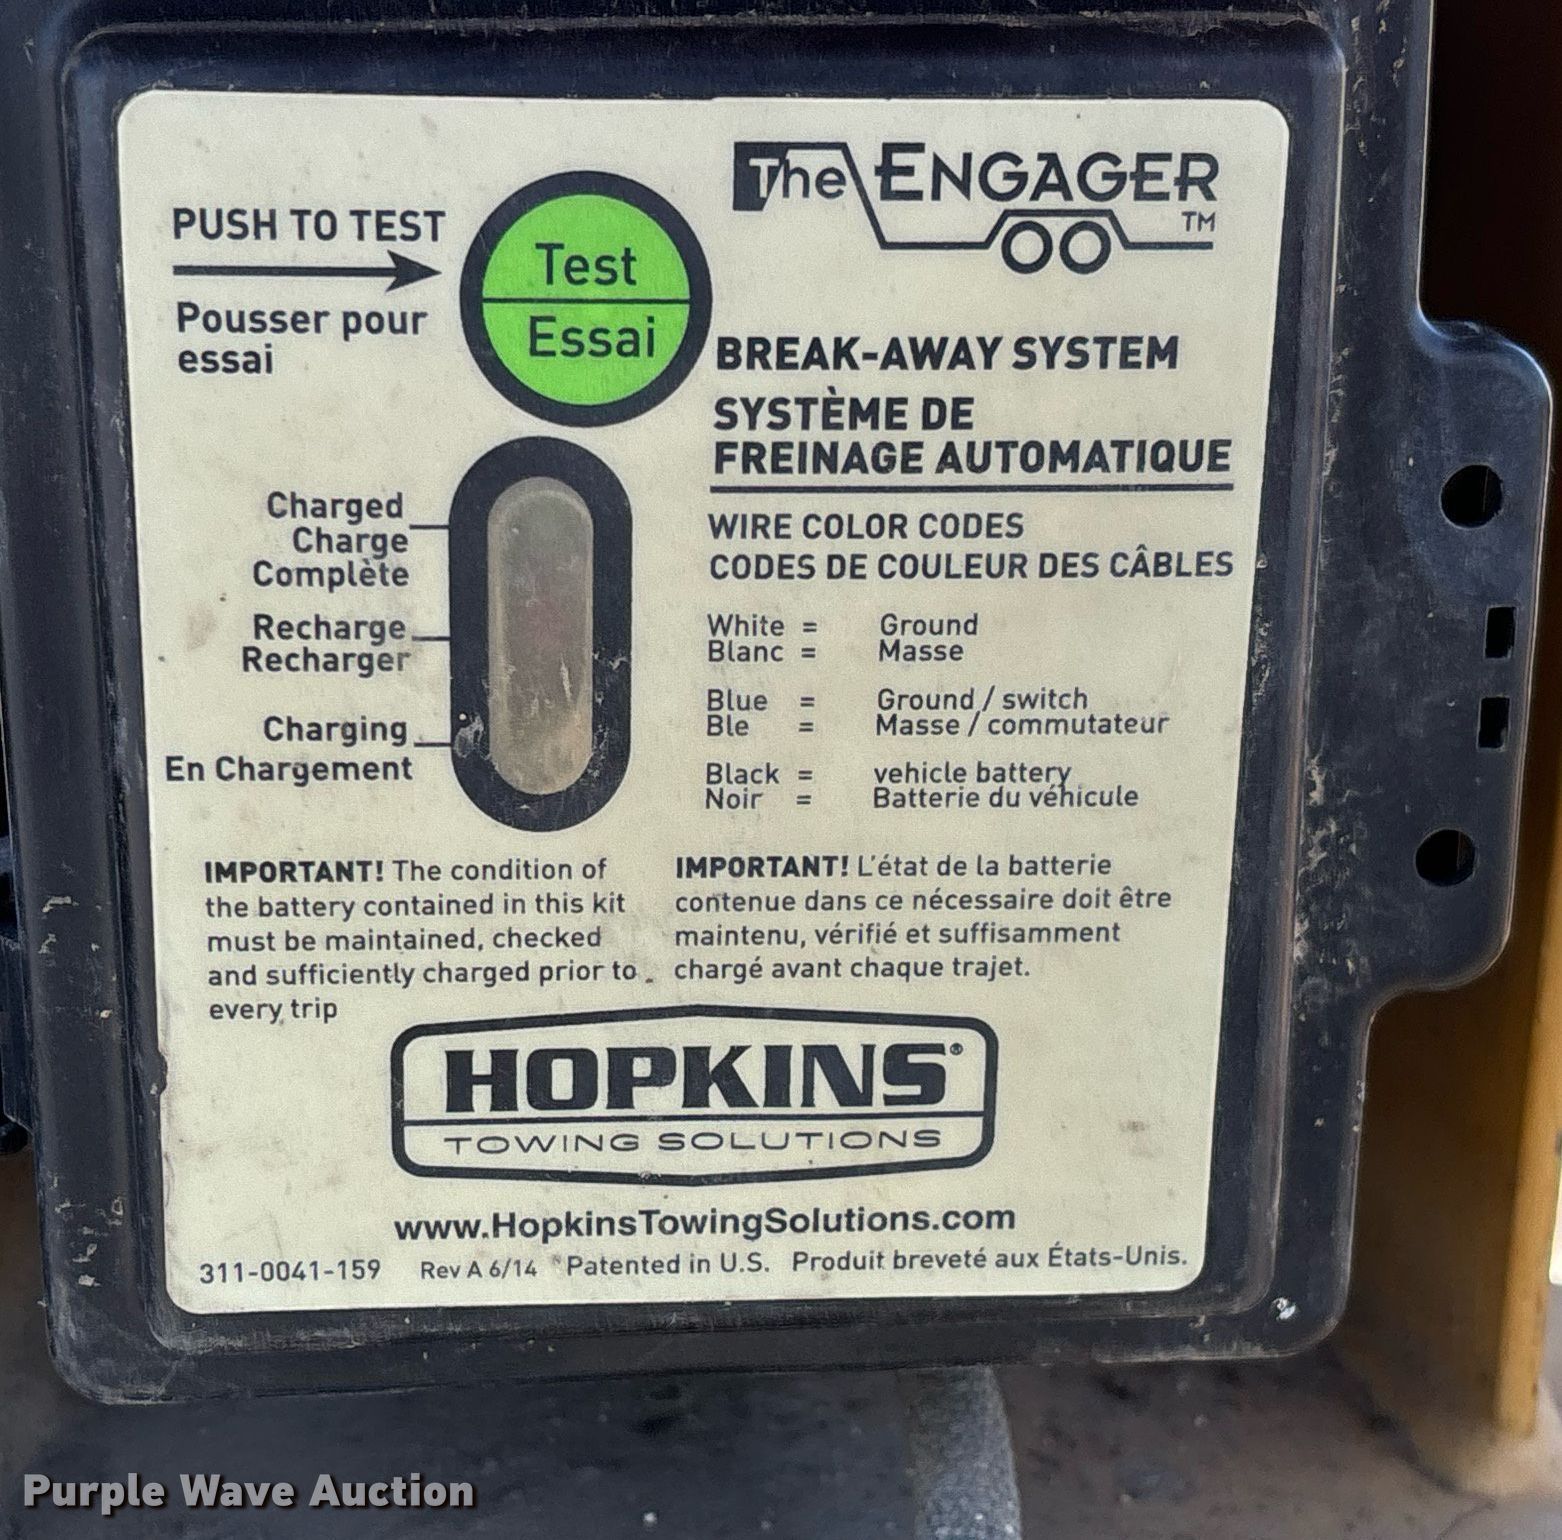 The ENGAGER
TM
PUSH TO TEST
Pousser pour
essai
Test
Essai
BREAK-AWAY SYSTEM
SYSTÈME DE
FREINAGE AUTOMATIQUE
Charged
Charge
Complète
Recharge
Recharger
Charging
En Chargement
WIRE COLOR CODES
CODES DE COULEUR DES CÂBLES
White = Ground
Blanc = Masse
Blue = Ground / switch
Ble = Masse / commutateur
Black = vehicle battery
Noir = Batterie du véhicule
IMPORTANT! The condition of
the battery contained in this kit
must be maintained, checked
and sufficiently charged prior to
every trip
IMPORTANT! L'état de la batterie
contenue dans ce nécessaire doit être
maintenu, vérifié et suffisamment
chargé avant chaque trajet.
HOPKINS®
TOWING SOLUTIONS
www.HopkinsTowingSolutions.com
311-0041-159 Rev A 6/14 Patented in U.S. Produit breveté aux États-Unis.
Purple Wave Auction